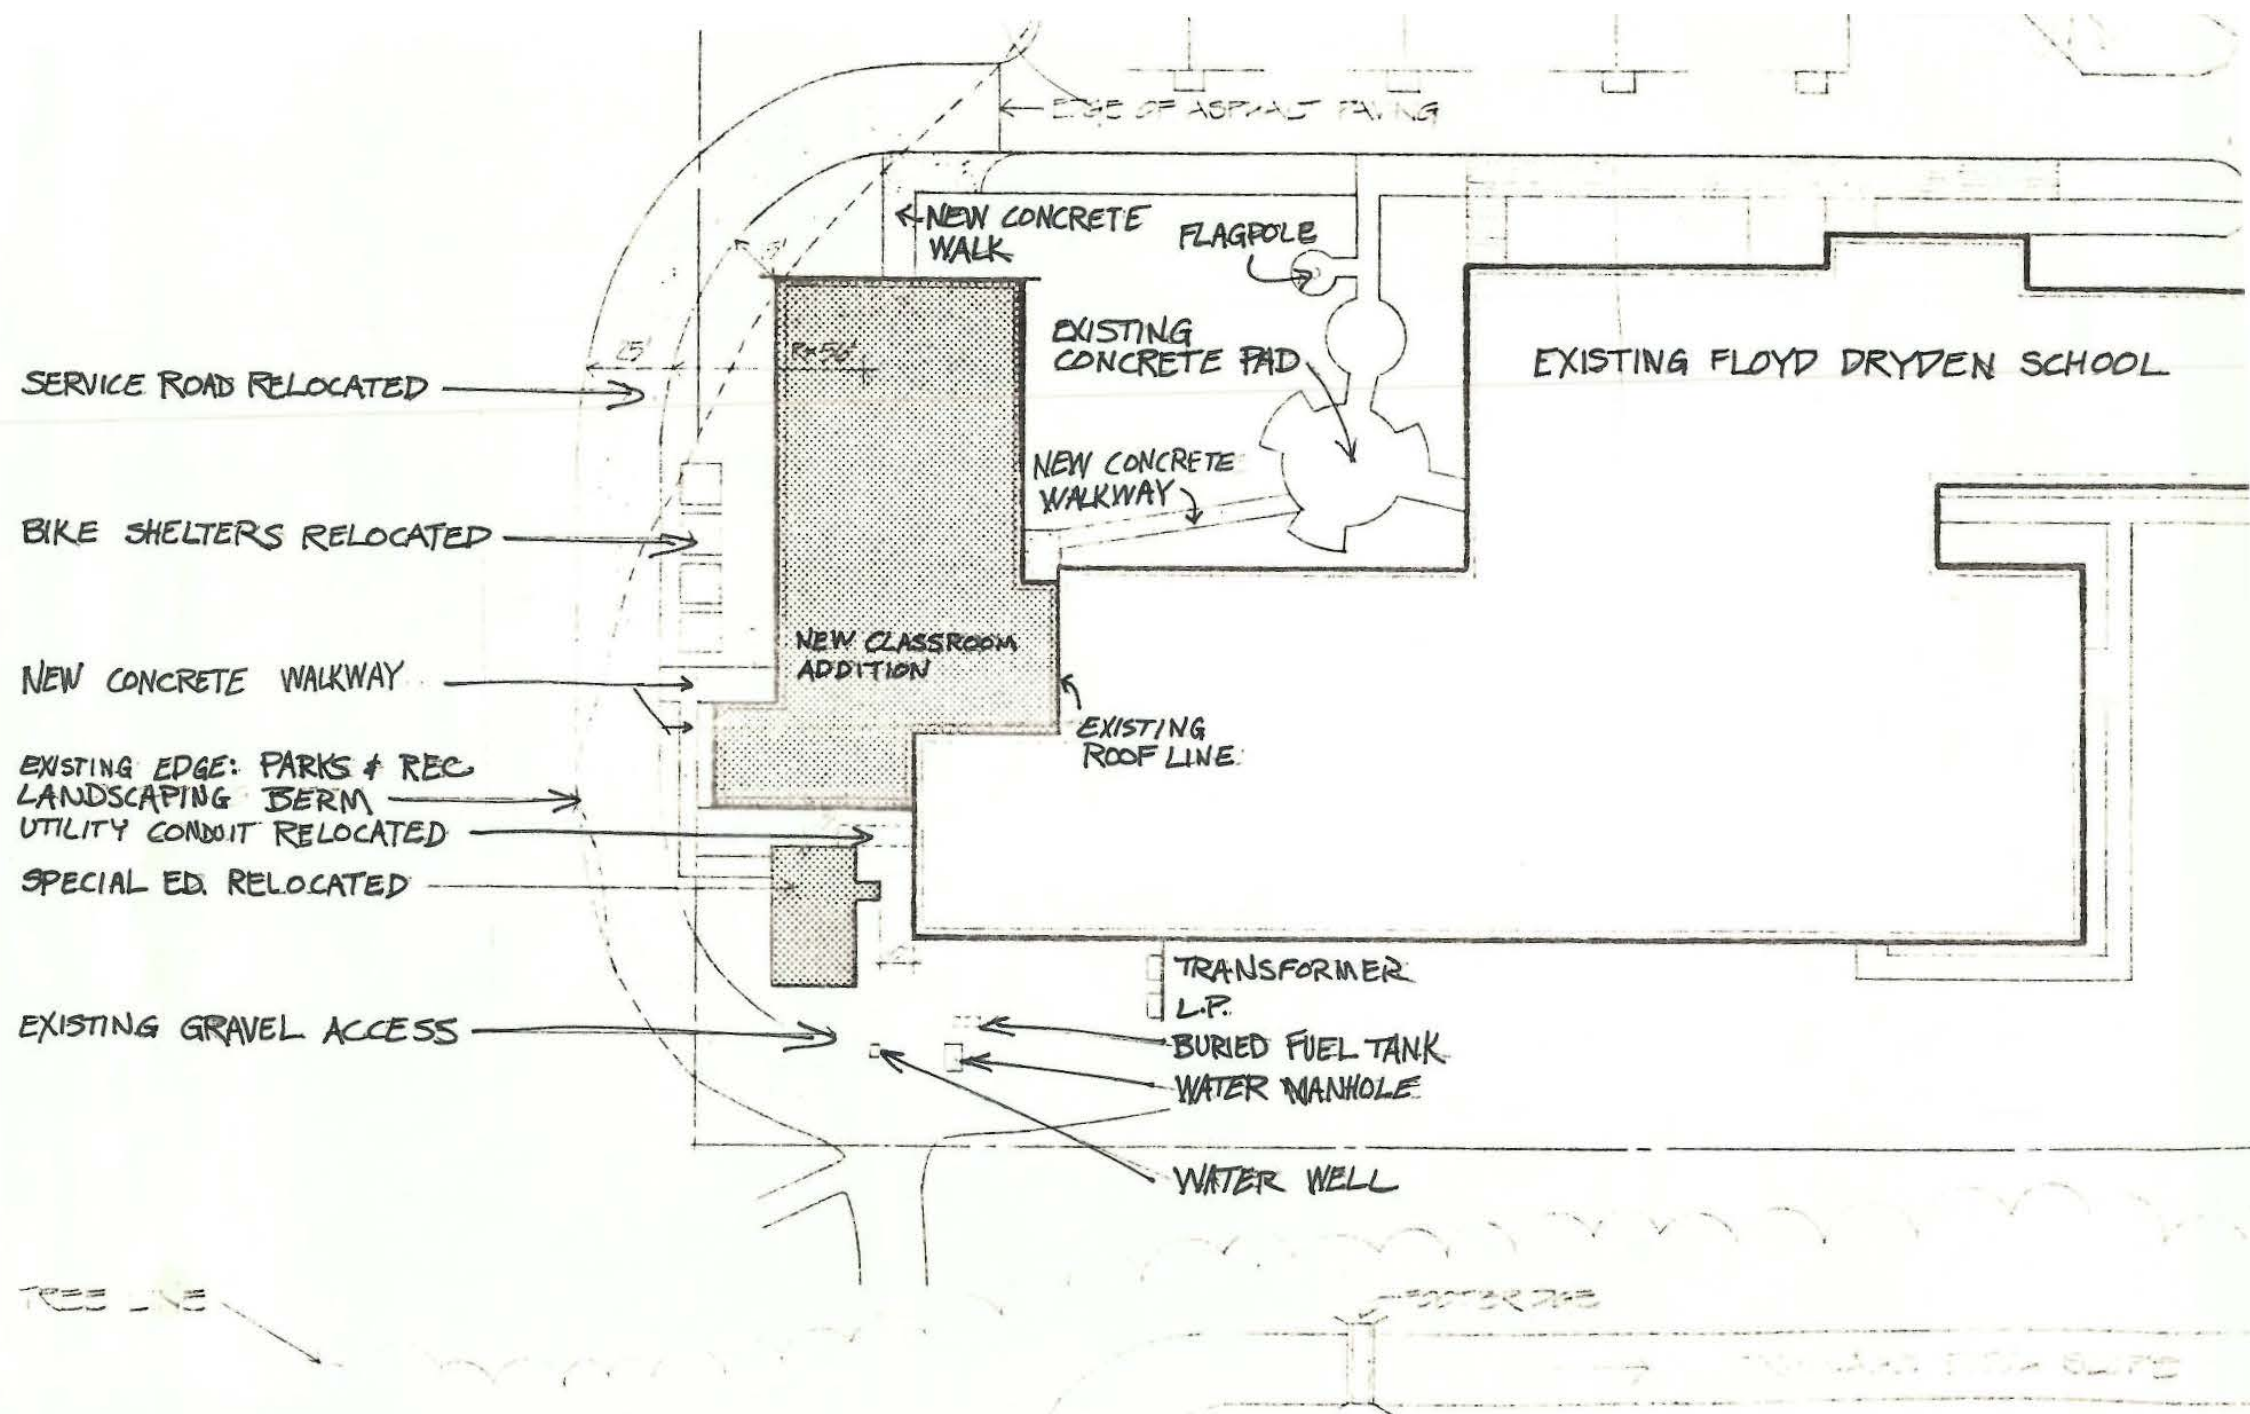 EDGE OF ASPHALT PAVING
NEW CONCRETE
WALK
FLAGPOLE
5'
EXISTING
CONCRETE PAD
EXISTING FLOYD DRYDEN SCHOOL
25'
R=56'
SERVICE ROAD RELOCATED
NEW CONCRETE
WALKWAY
BIKE SHELTERS RELOCATED
NEW CLASSROOM
ADDITION
NEW CONCRETE WALKWAY
EXISTING
ROOF LINE
EXISTING EDGE: PARKS & REC
LANDSCAPING BERM
UTILITY CONDUIT RELOCATED
SPECIAL ED. RELOCATED
TRANSFORMER
L.P.
EXISTING GRAVEL ACCESS
BURIED FUEL TANK
WATER MANHOLE
WATER WELL
TREE LINE
FOOTBRIDGE